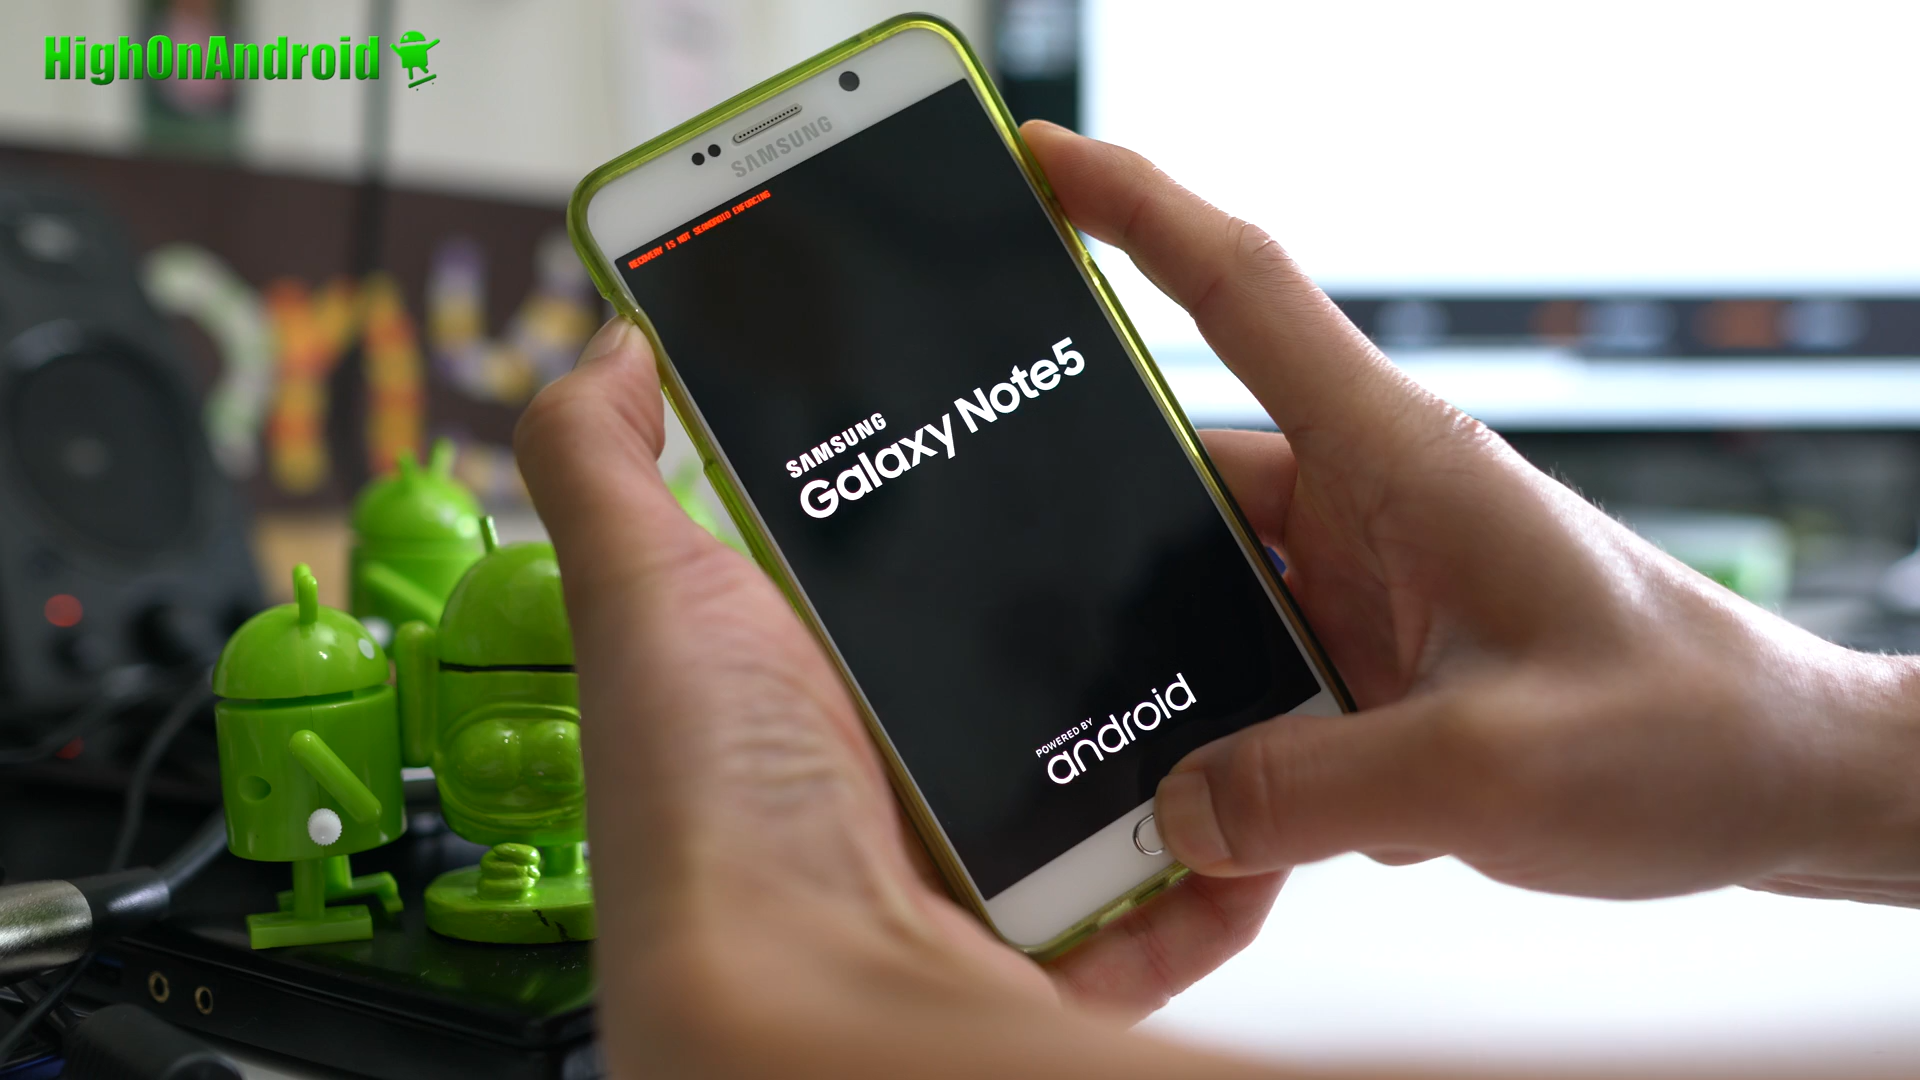 HighOnAndroid
SAMSUNG
RECOVERY IS NOT SEANDROID ENFORCING
SAMSUNG
Galaxy Note5
POWERED BY
android